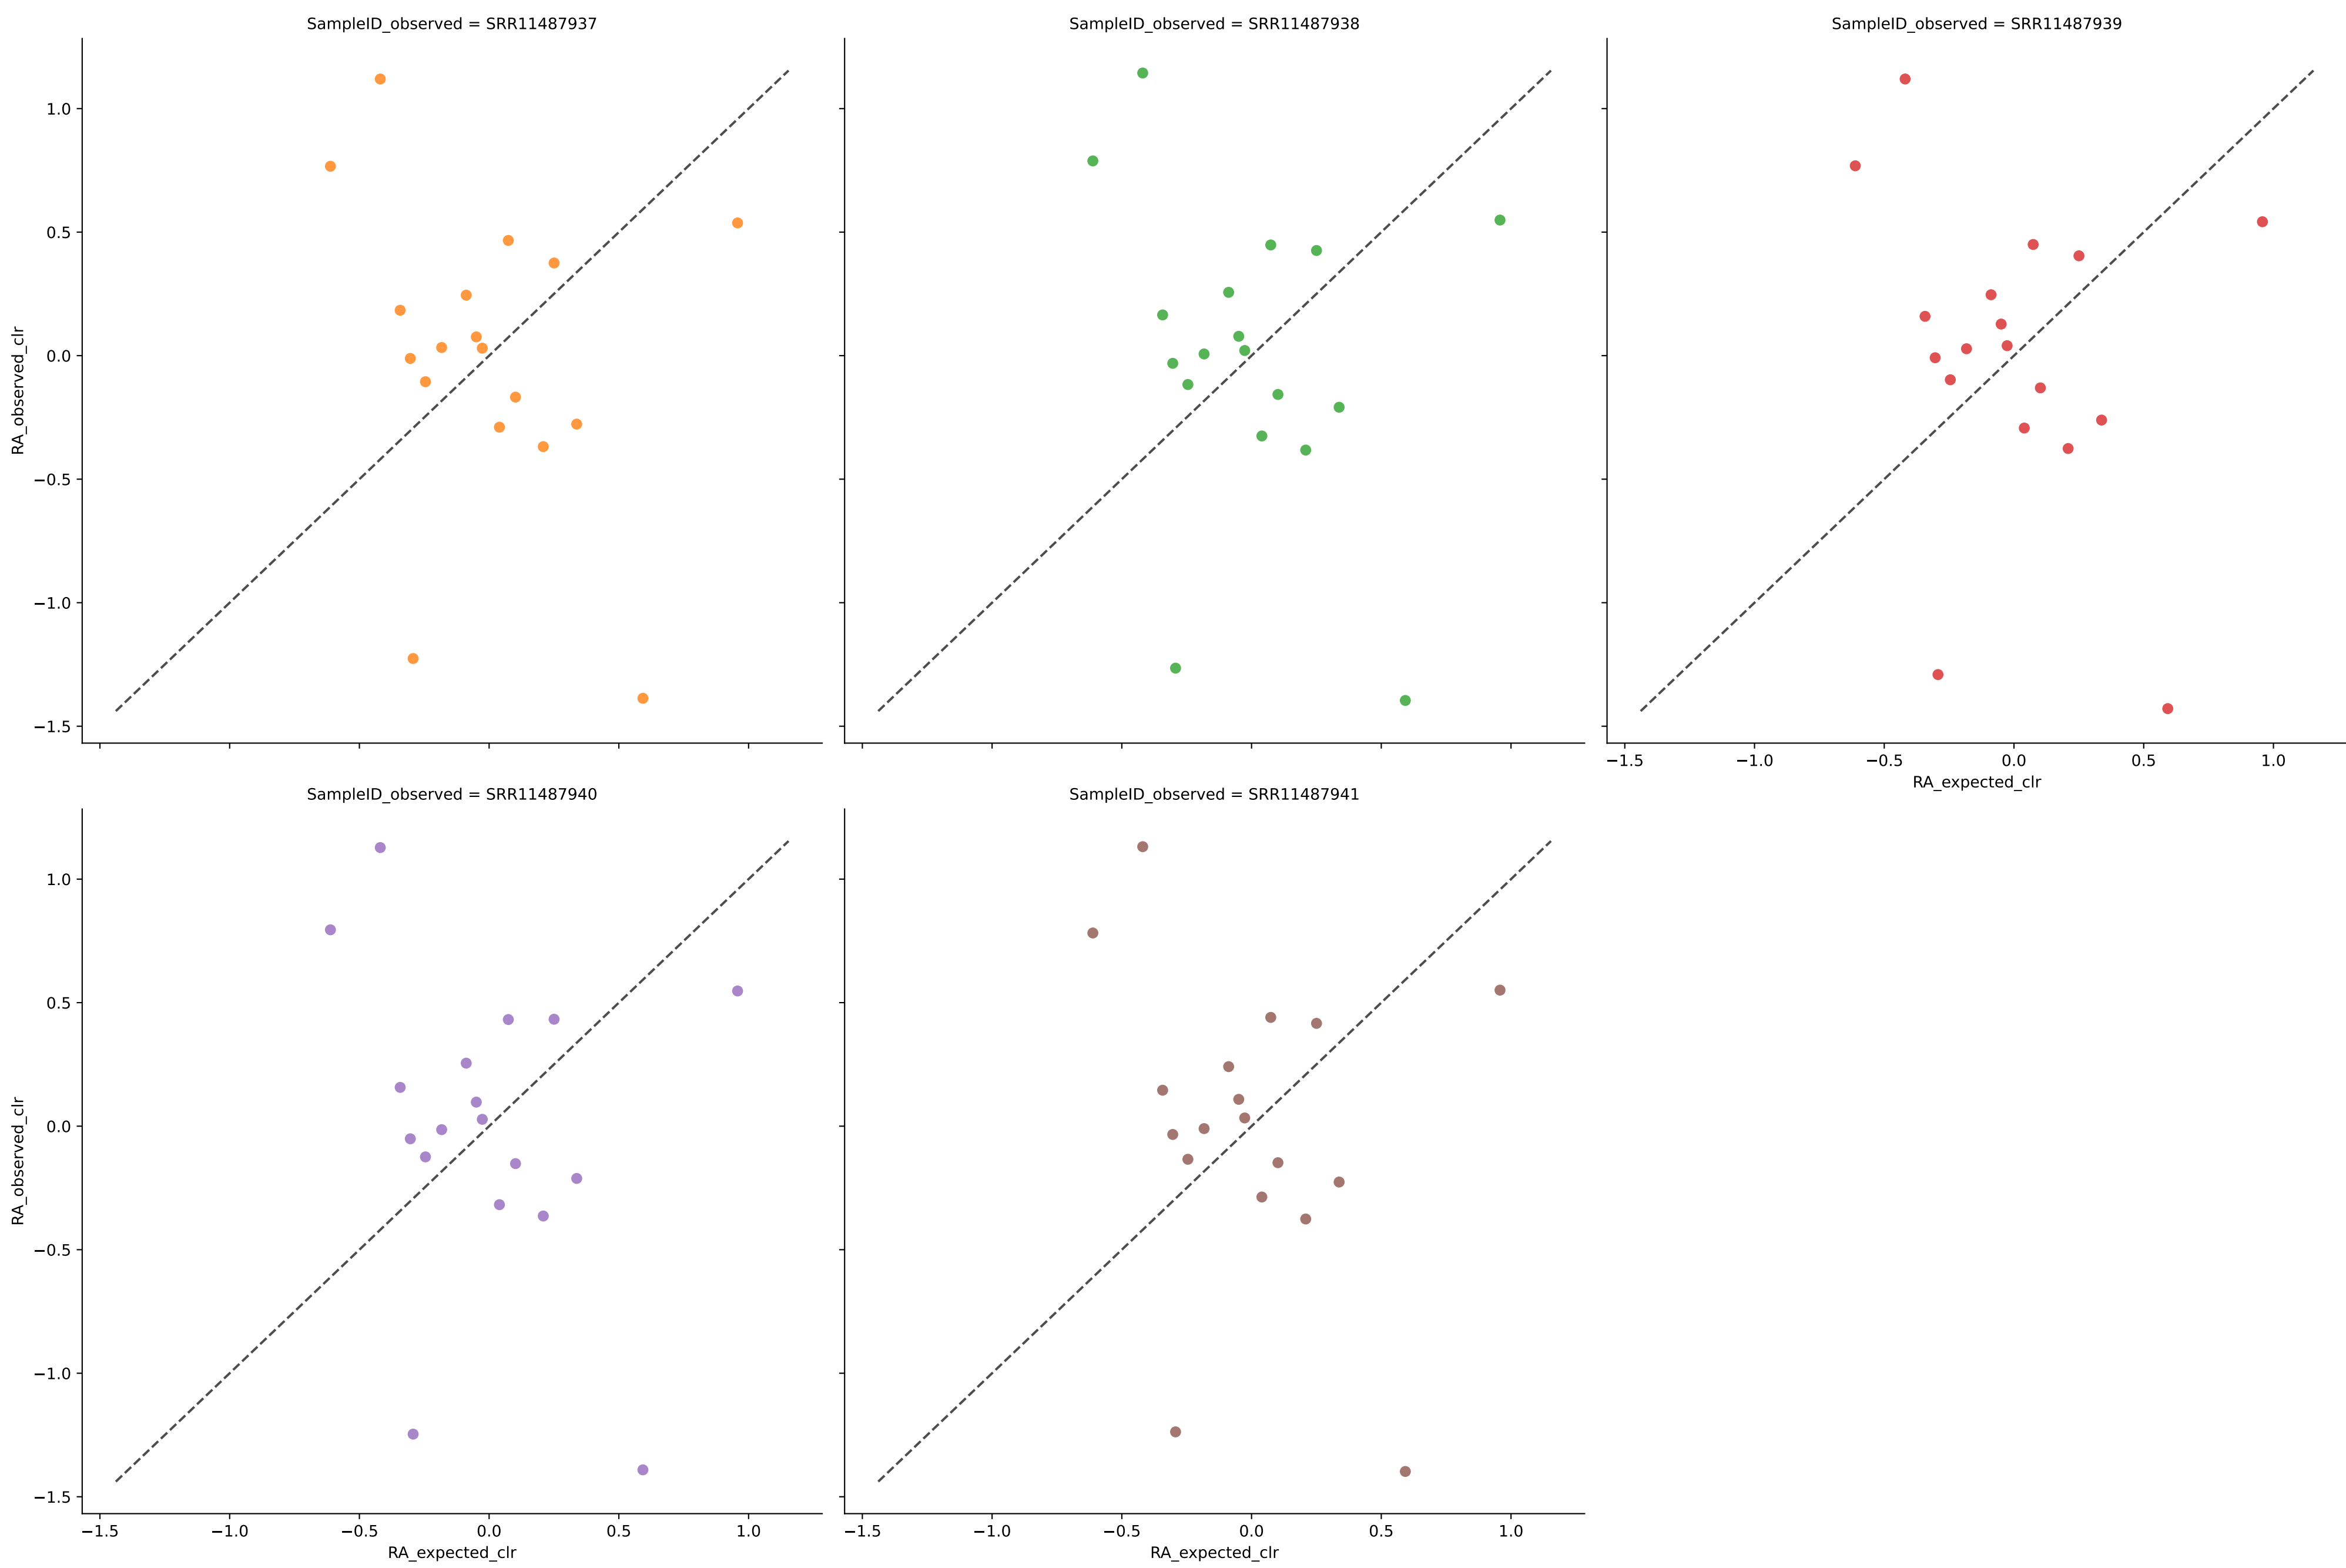 SampleID_observed = SRR11487937
SampleID_observed = SRR11487938
SampleID_observed = SRR11487939
RA_observed_clr
1.0
0.5
0.0
−0.5
−1.0
−1.5
−1.5 −1.0 −0.5 0.0 0.5 1.0
RA_expected_clr
SampleID_observed = SRR11487940
SampleID_observed = SRR11487941
RA_observed_clr
1.0
0.5
0.0
−0.5
−1.0
−1.5
−1.5 −1.0 −0.5 0.0 0.5 1.0
RA_expected_clr
−1.5 −1.0 −0.5 0.0 0.5 1.0
RA_expected_clr